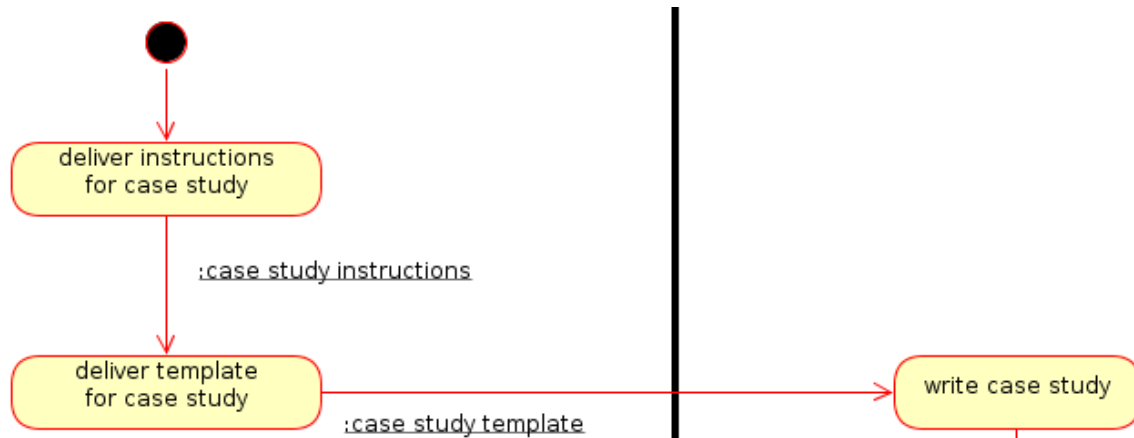 deliver instructions
for case study
:case study instructions
deliver template
for case study
:case study template
write case study